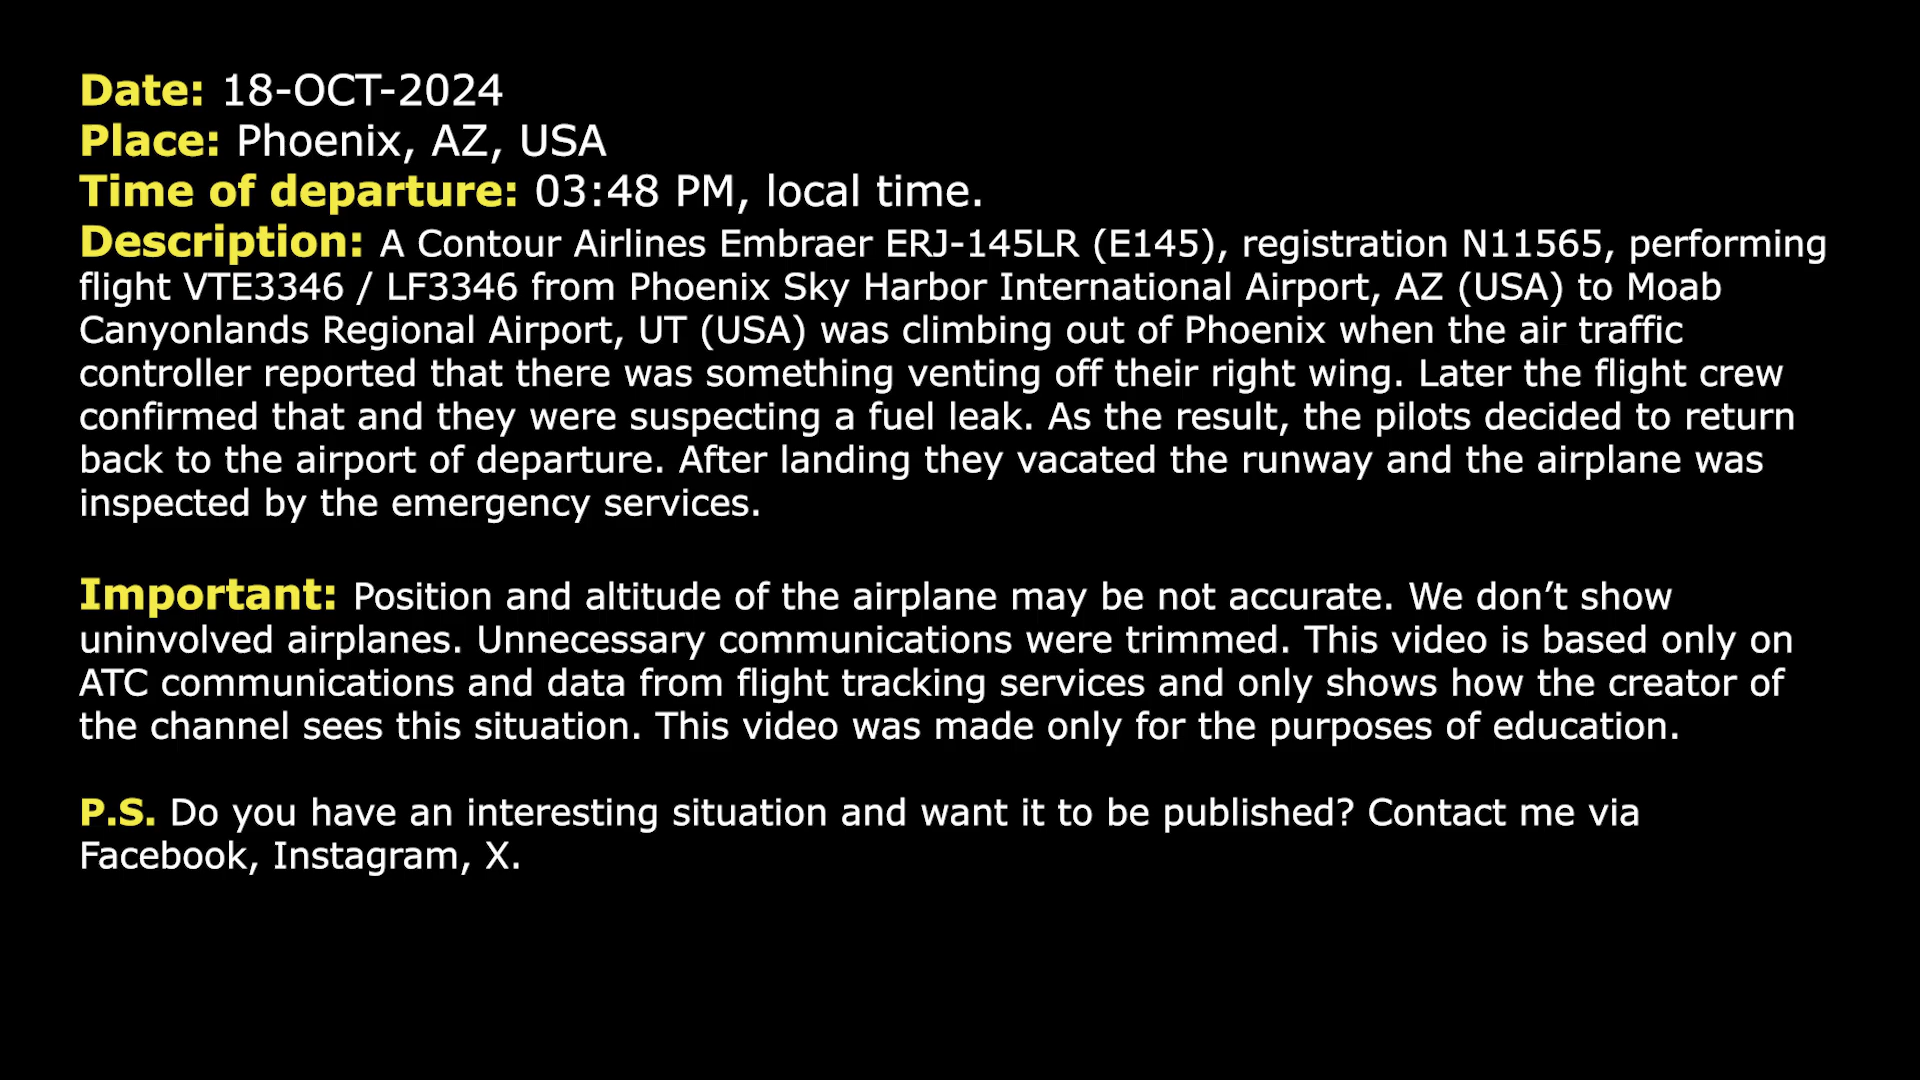 Date: 18-OCT-2024
Place: Phoenix, AZ, USA
Time of departure: 03:48 PM, local time.
Description: A Contour Airlines Embraer ERJ-145LR (E145), registration N11565, performing
flight VTE3346 / LF3346 from Phoenix Sky Harbor International Airport, AZ (USA) to Moab
Canyonlands Regional Airport, UT (USA) was climbing out of Phoenix when the air traffic
controller reported that there was something venting off their right wing. Later the flight crew
confirmed that and they were suspecting a fuel leak. As the result, the pilots decided to return
back to the airport of departure. After landing they vacated the runway and the airplane was
inspected by the emergency services.
Important: Position and altitude of the airplane may be not accurate. We don’t show
uninvolved airplanes. Unnecessary communications were trimmed. This video is based only on
ATC communications and data from flight tracking services and only shows how the creator of
the channel sees this situation. This video was made only for the purposes of education.
P.S. Do you have an interesting situation and want it to be published? Contact me via
Facebook, Instagram, X.